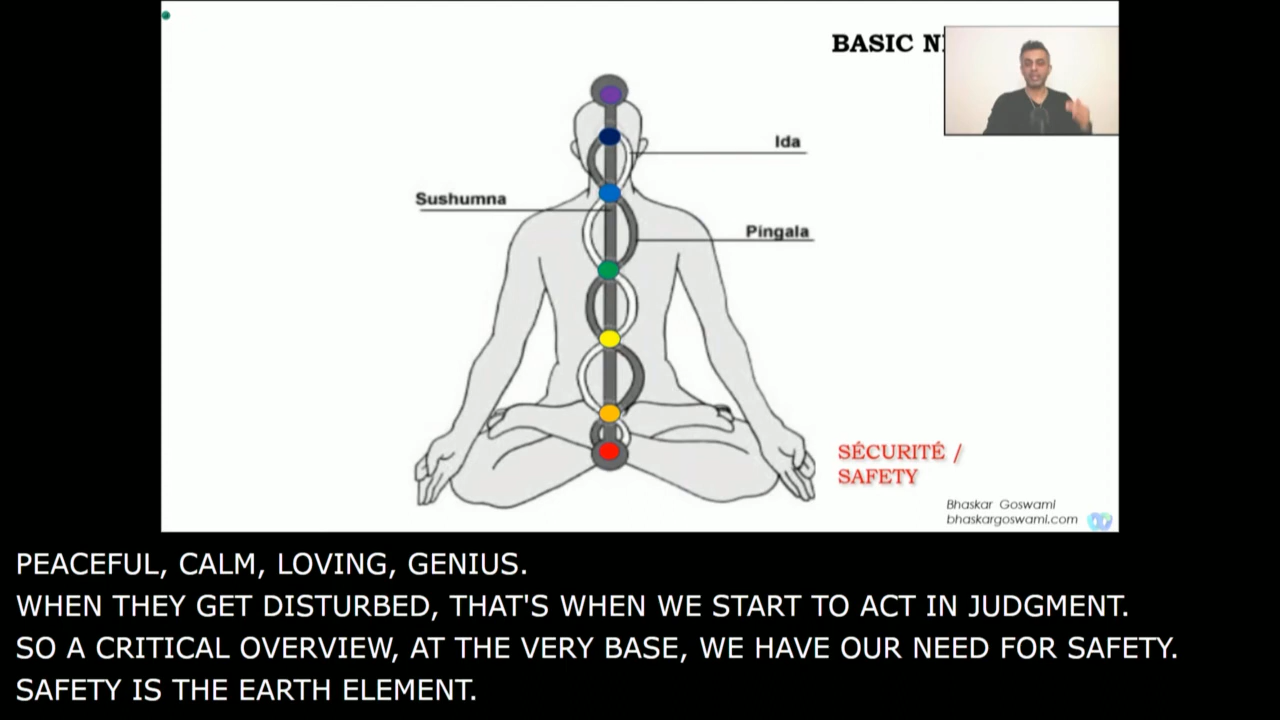 BASIC
Ida
Sushumna
Pingala
SÉCURITÉ /
SAFETY
Bhaskar Goswami
bhaskargoswami.com
PEACEFUL, CALM, LOVING, GENIUS.
WHEN THEY GET DISTURBED, THAT'S WHEN WE START TO ACT IN JUDGMENT.
SO A CRITICAL OVERVIEW, AT THE VERY BASE, WE HAVE OUR NEED FOR SAFETY.
SAFETY IS THE EARTH ELEMENT.